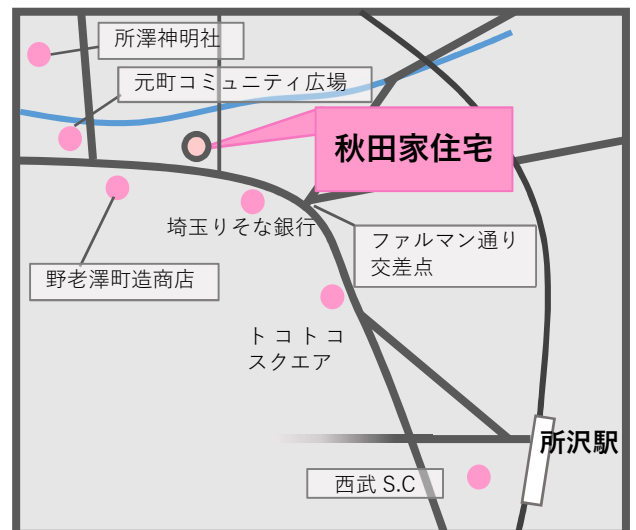 所澤神明社
元町コミュニティ広場
秋田家住宅
埼玉りそな銀行
ファルマン通り
交差点
野老澤町造商店
トコトコ
スクエア
所沢駅
西武 S.C